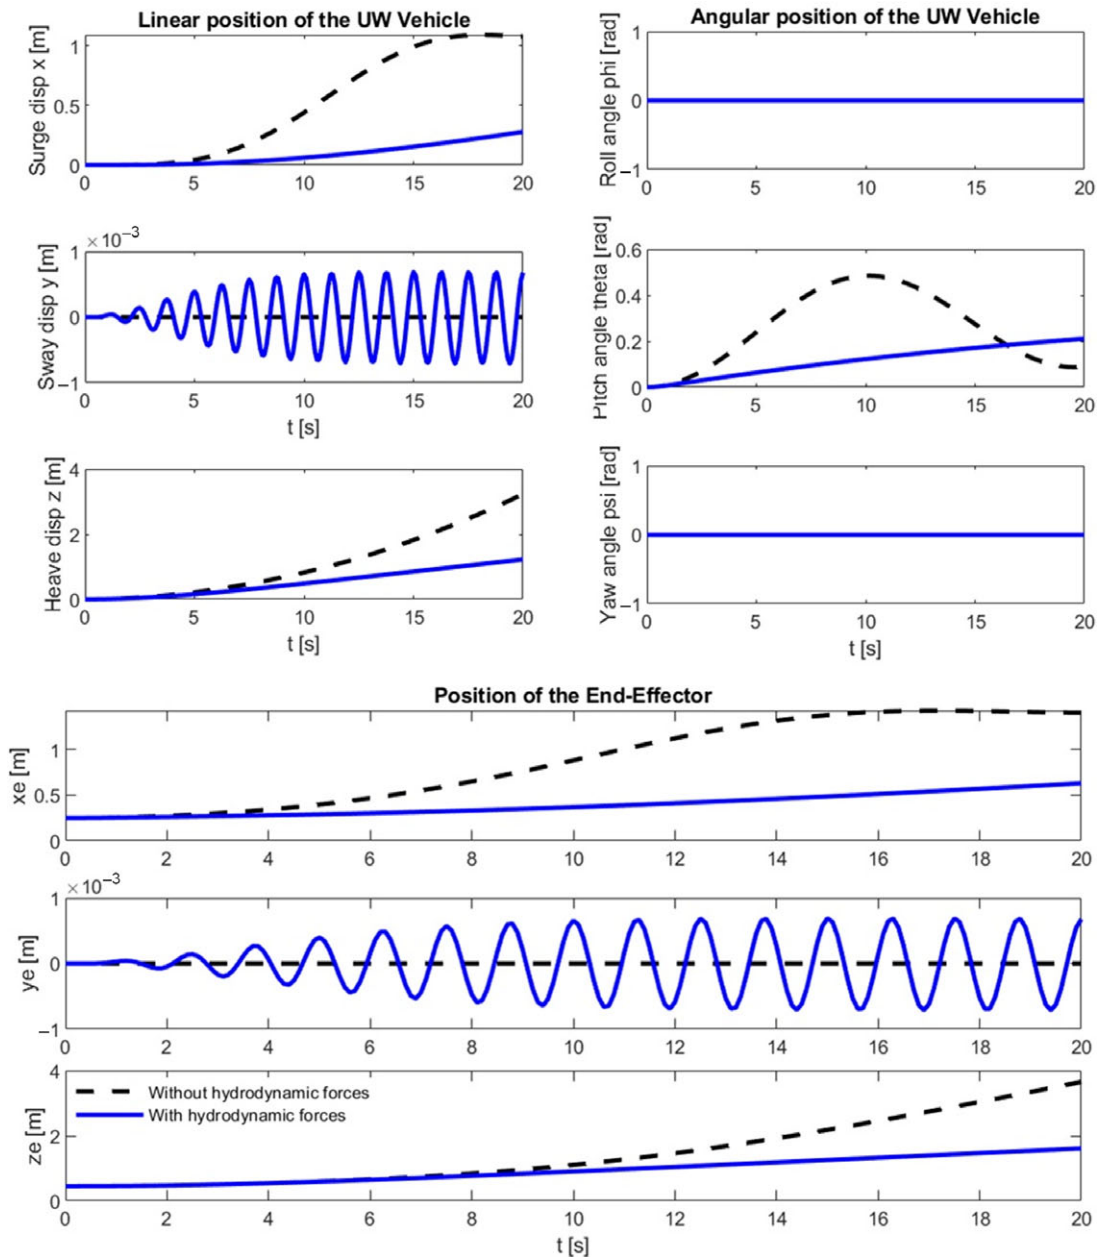 Linear position of the UW Vehicle
Surge disp x [m]
1
0.5
0
0 5 10 15 20
× 10⁻³
Sway disp y [m]
1
0
−1
0 5 10 15 20
t [s]
Heave disp z [m]
4
2
0
0 5 10 15 20
t [s]
Angular position of the UW Vehicle
Roll angle phi [rad]
1
0
−1
0 5 10 15 20
Pitch angle theta [rad]
0.6
0.4
0.2
0
0 5 10 15 20
Yaw angle psi [rad]
1
0
−1
0 5 10 15 20
t [s]
Position of the End-Effector
xe [m]
1
0.5
0
0 2 4 6 8 10 12 14 16 18 20
× 10⁻³
ye [m]
1
0
−1
0 2 4 6 8 10 12 14 16 18 20
ze [m]
4
2
0
Without hydrodynamic forces
With hydrodynamic forces
0 2 4 6 8 10 12 14 16 18 20
t [s]